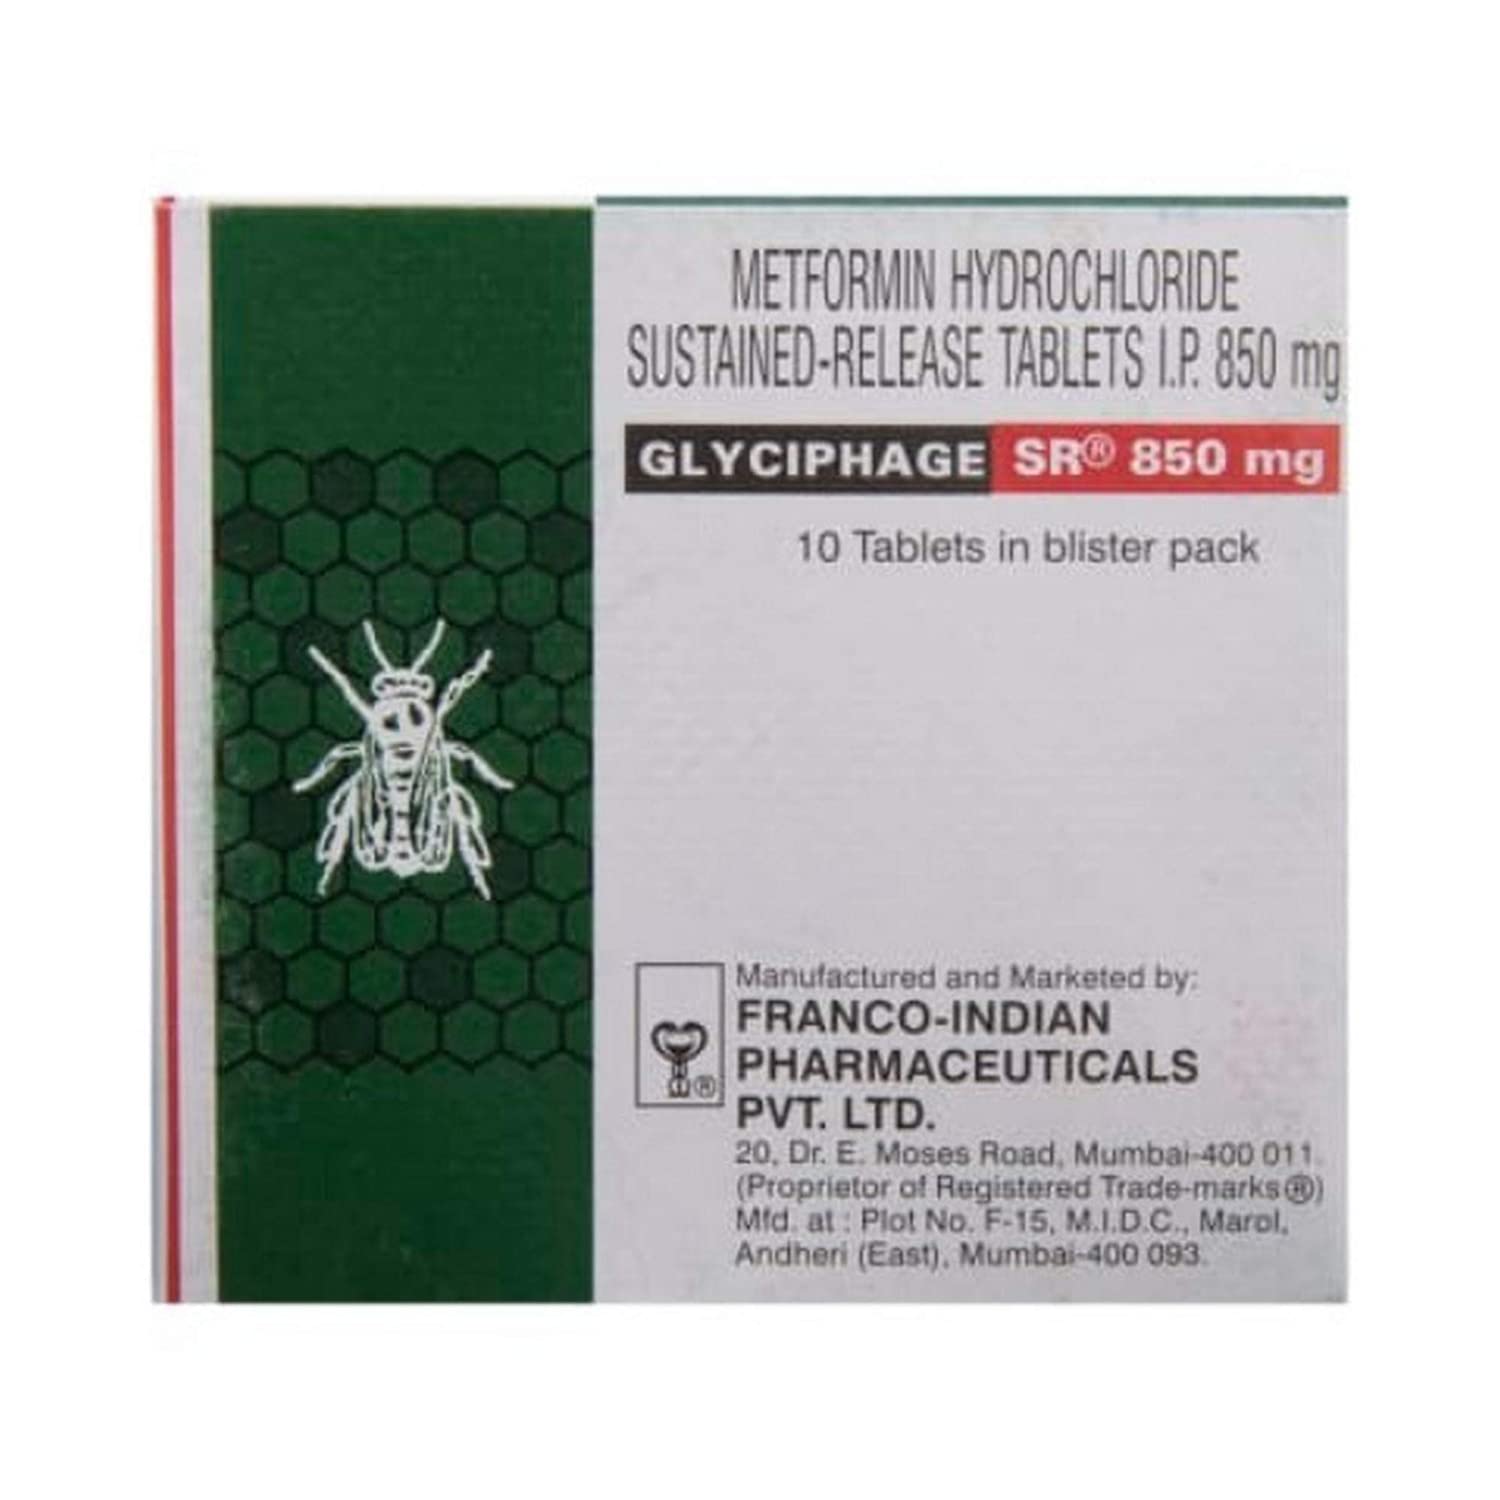 METFORMIN HYDROCHLORIDE
SUSTAINED-RELEASE TABLETS I.P. 850 mg
GLYCIPHAGE SR® 850 mg
10 Tablets in blister pack
Manufactured and Marketed by:
FRANCO-INDIAN
PHARMACEUTICALS
PVT. LTD.
20, Dr. E. Moses Road, Mumbai-400 011.
(Proprietor of Registered Trade-marks®)
Mfd. at : Plot No. F-15, M.I.D.C., Marol,
Andheri (East), Mumbai-400 093.
®